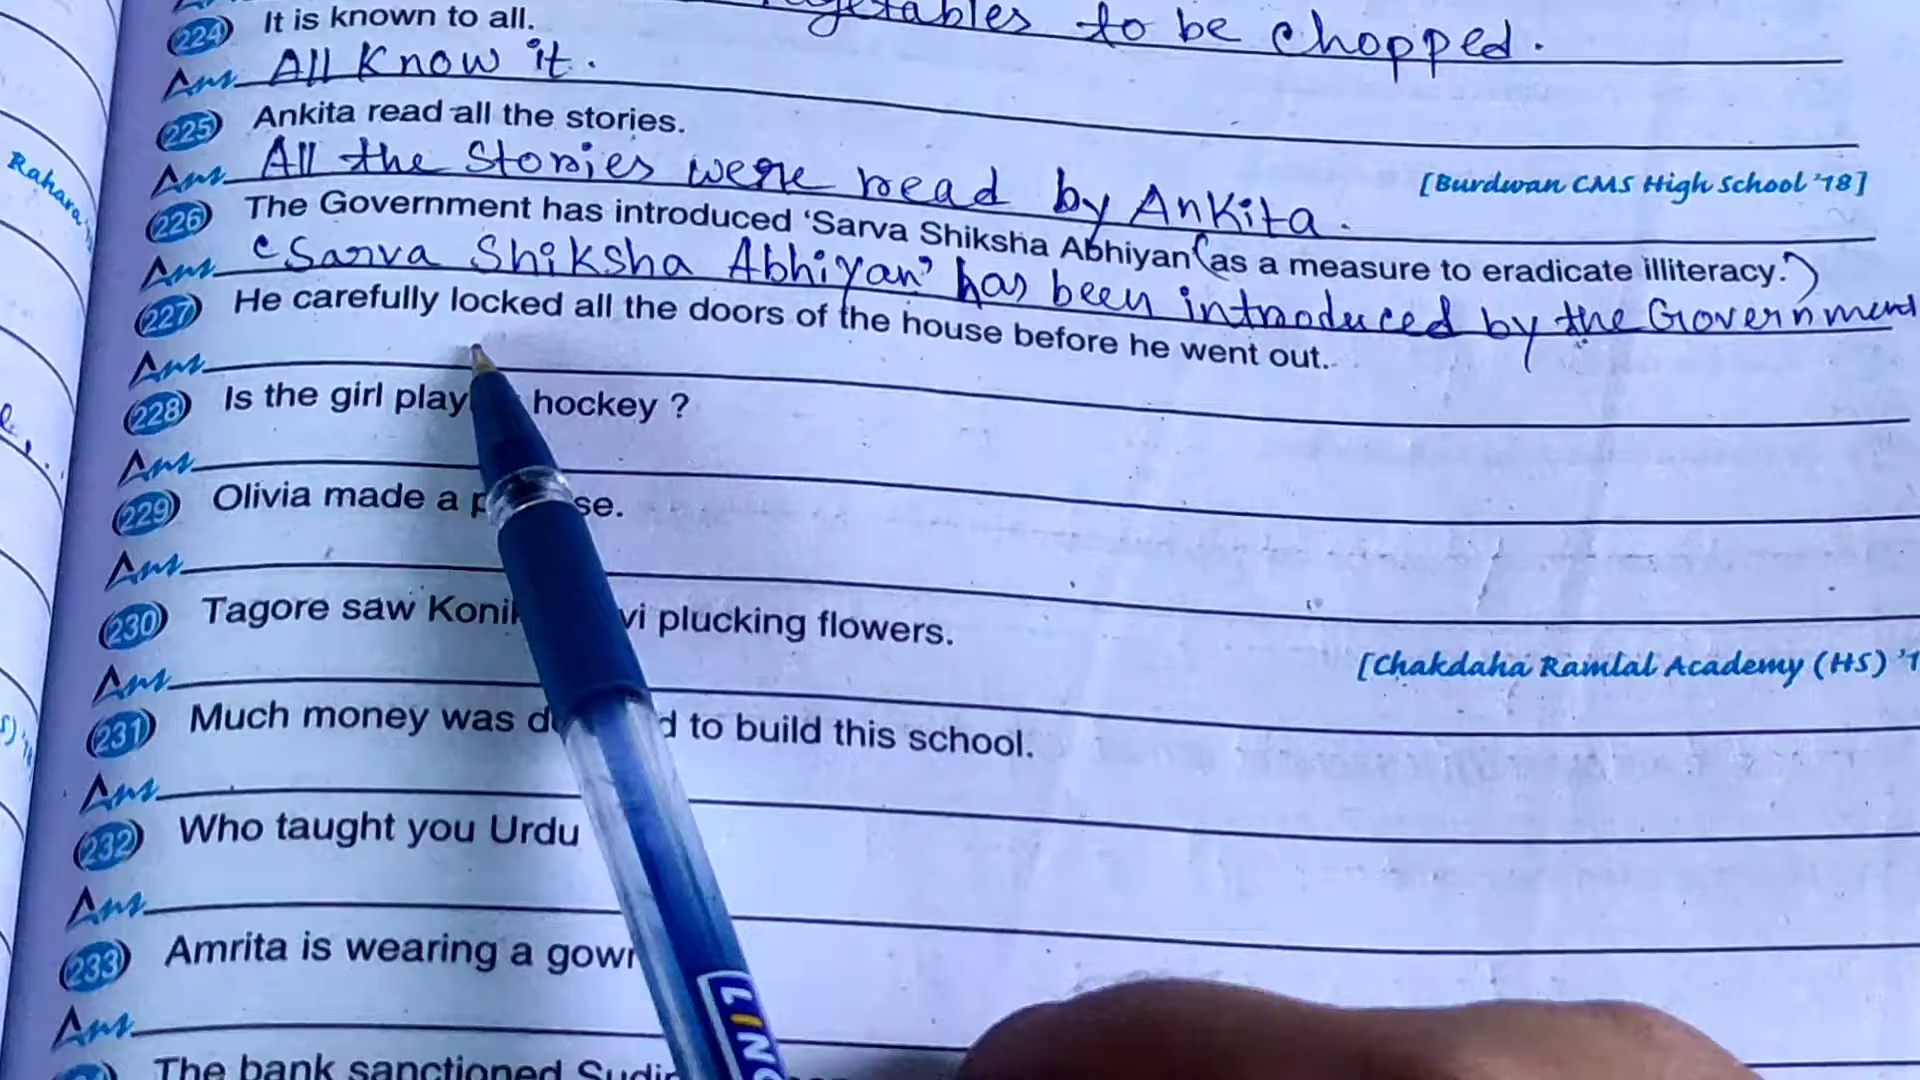 vegetables to be chopped.
224 It is known to all.
Ans All know it.
225 Ankita read all the stories.
[Burdwan CMS High School '18]
Ans All the stories were read by Ankita.
226 The Government has introduced 'Sarva Shiksha Abhiyan (as a measure to eradicate illiteracy.')
Ans 'Sarva Shiksha Abhiyan' has been introduced by the Government
227 He carefully locked all the doors of the house before he went out.
Ans
228 Is the girl hockey ?
Ans
229 Olivia made a
Ans
230 Tagore saw plucking flowers.
[Chakdaha Ramlal Academy (HS) '1
Ans
231 Much money was to build this school.
Ans
232 Who taught you Urdu
Ans
233 Amrita is wearing a
Ans
The bank sanctioned
Rahara
LINC